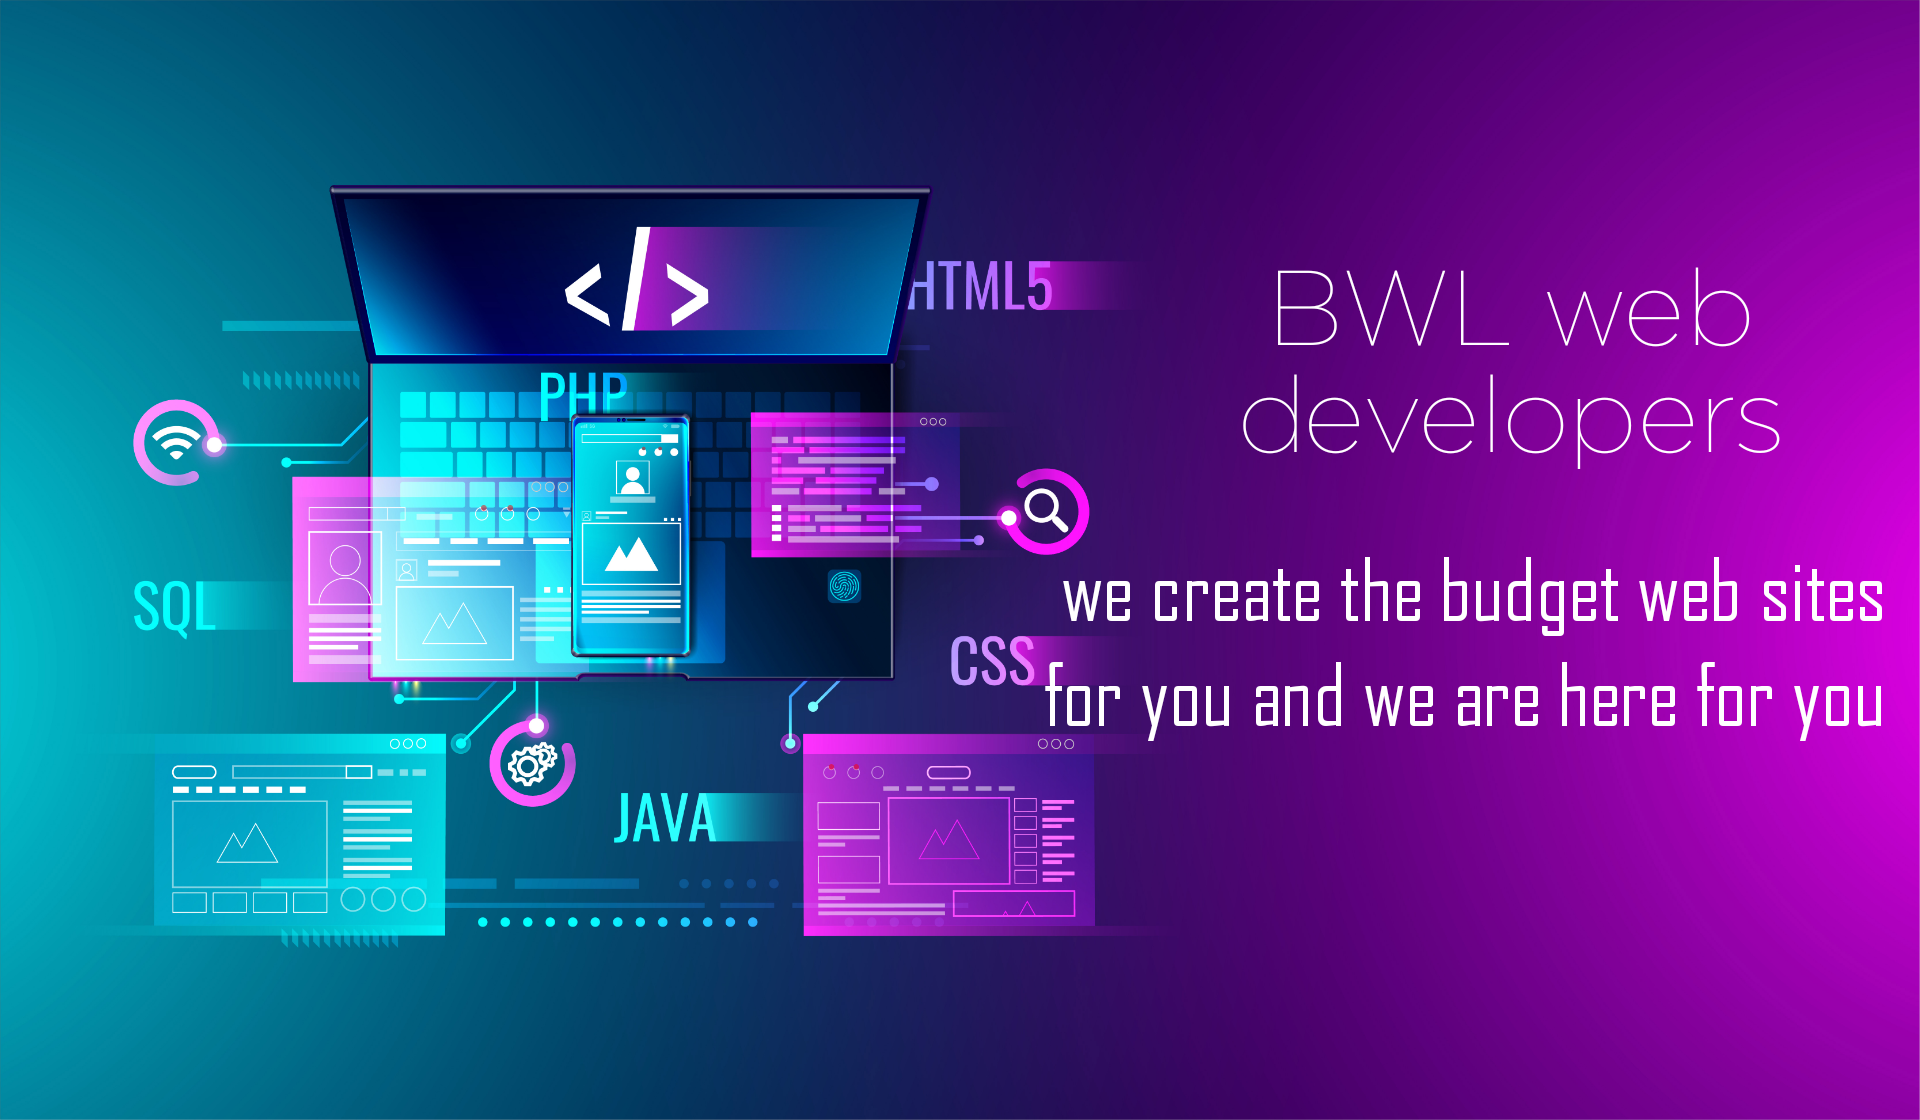 </>
HTML5
BWL web
developers
PHP
SQL
we create the budget web sites
CSS
for you and we are here for you
JAVA